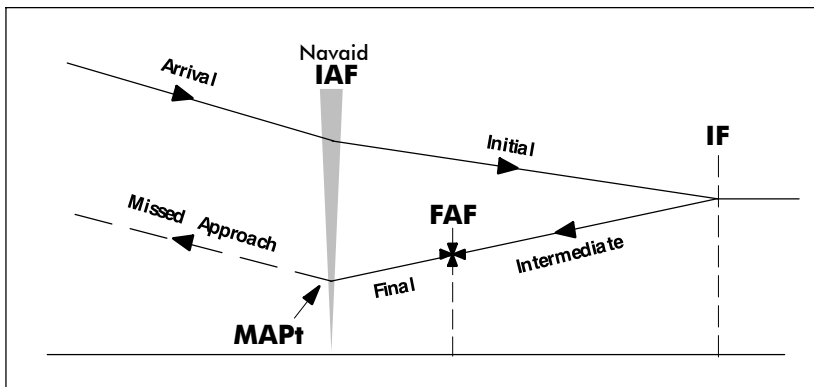 Navaid
IAF
Arrival
Initial
IF
Missed Approach
FAF
Intermediate
Final
MAPt